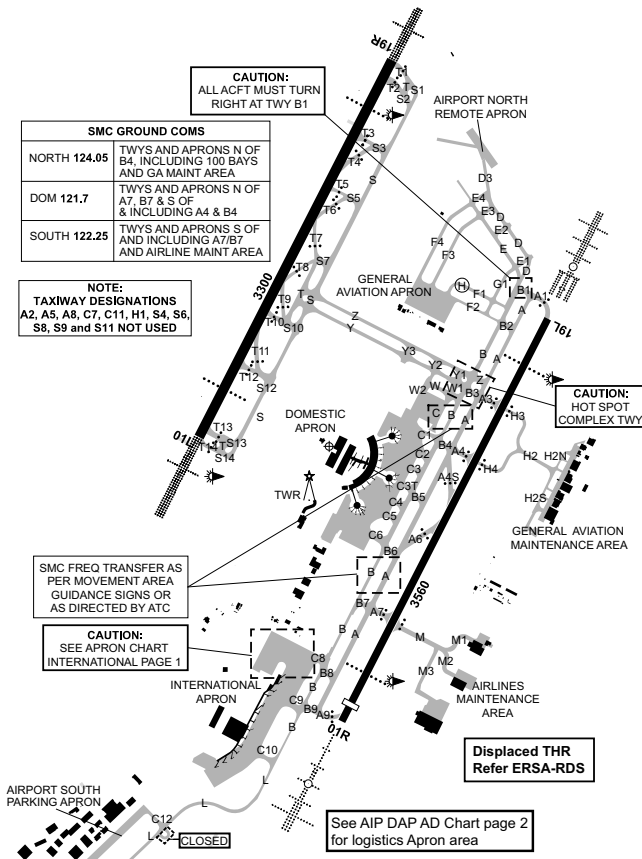 19R
CAUTION:
ALL ACFT MUST TURN
RIGHT AT TWY B1
T1
T2
T
S1
S2
AIRPORT NORTH
REMOTE APRON
SMC GROUND COMS
NORTH 124.05
TWYS AND APRONS N OF
B4, INCLUDING 100 BAYS
AND GA MAINT AREA
DOM 121.7
TWYS AND APRONS N OF
A7, B7 & S OF
& INCLUDING A4 & B4
SOUTH 122.25
TWYS AND APRONS S OF
AND INCLUDING A7/B7
AND AIRLINE MAINT AREA
T3
S3
T4
S
T5
S5
T6
T7
S7
T8
D3
E4
E3
D
E2
D
E
E1
D
F4
F3
GENERAL
AVIATION APRON
H
G1
B1
F1
F2
A
A1
B2
19L
NOTE:
TAXIWAY DESIGNATIONS
A2, A5, A8, C7, C11, H1, S4, S6,
S8, S9 and S11 NOT USED
3300
T
S
T9
T10
S10
Z
Y
Y3
Y2
Y1
Z
B
A
T11
T12
S12
S
W
W1
W2
B3
A3
CAUTION:
HOT SPOT
COMPLEX TWY
T13
01L
T14
T
S13
S14
DOMESTIC
APRON
C
B
A
H3
C1
C2
B4
A4
H4
H2
H2N
H2S
C3
A4S
C3T
B5
C4
C5
TWR
GENERAL AVIATION
MAINTENANCE AREA
C6
A6
B6
SMC FREQ TRANSFER AS
PER MOVEMENT AREA
GUIDANCE SIGNS OR
AS DIRECTED BY ATC
B
A
3560
B7
A7
CAUTION:
SEE APRON CHART
INTERNATIONAL PAGE 1
B
A
M
M1
M2
M3
C8
B8
INTERNATIONAL
APRON
B
C9
B9
A9
01R
AIRLINES
MAINTENANCE
AREA
B
C10
Displaced THR
Refer ERSA-RDS
L
L
AIRPORT SOUTH
PARKING APRON
C12
L
CLOSED
See AIP DAP AD Chart page 2
for logistics Apron area